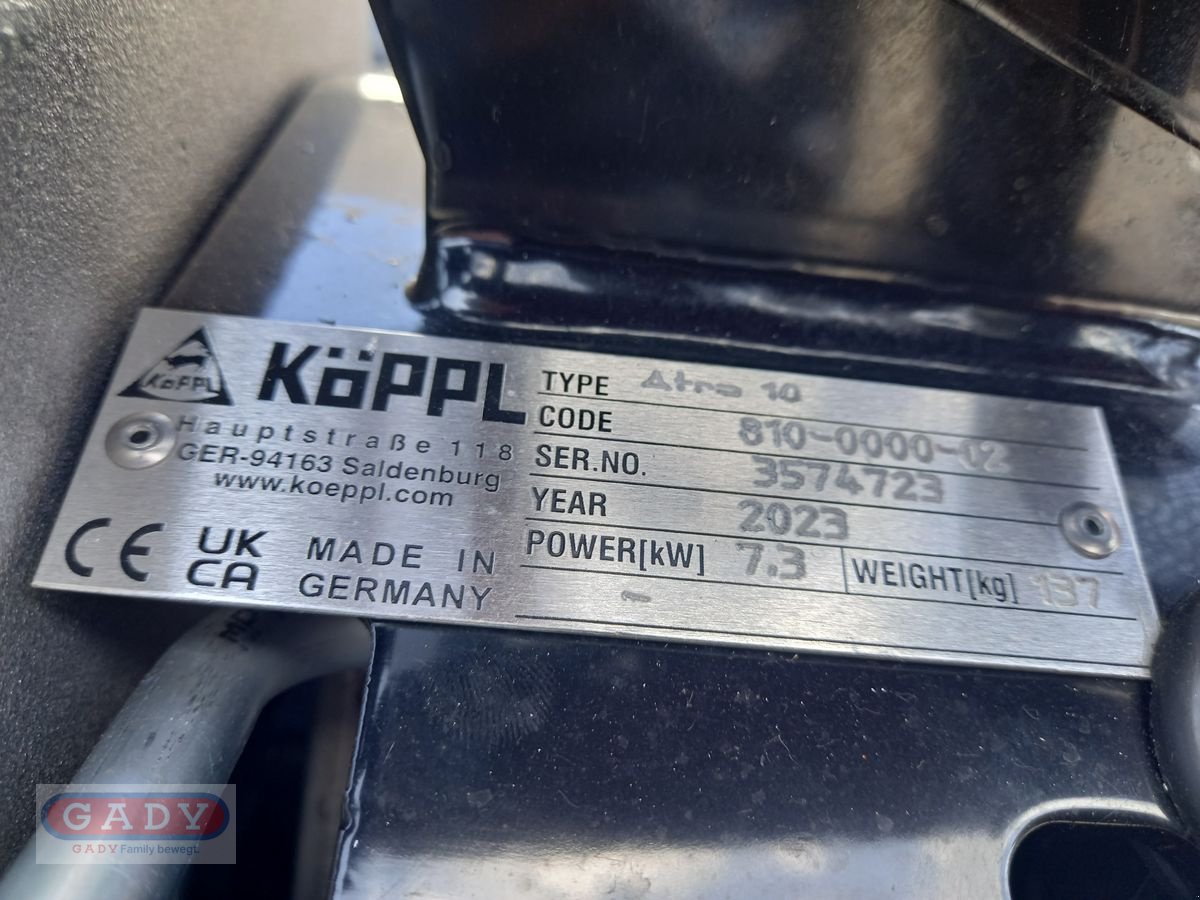 KöPPL
KöPPL
Hauptstraße 118
GER-94163 Saldenburg
www.koeppl.com
CE UK CA MADE IN GERMANY
TYPE Atro 10
CODE 810-0000-02
SER.NO. 3574723
YEAR 2023
POWER[kW] 7.3 WEIGHT[kg] 137
-
GADY
GADY Family bewegt.